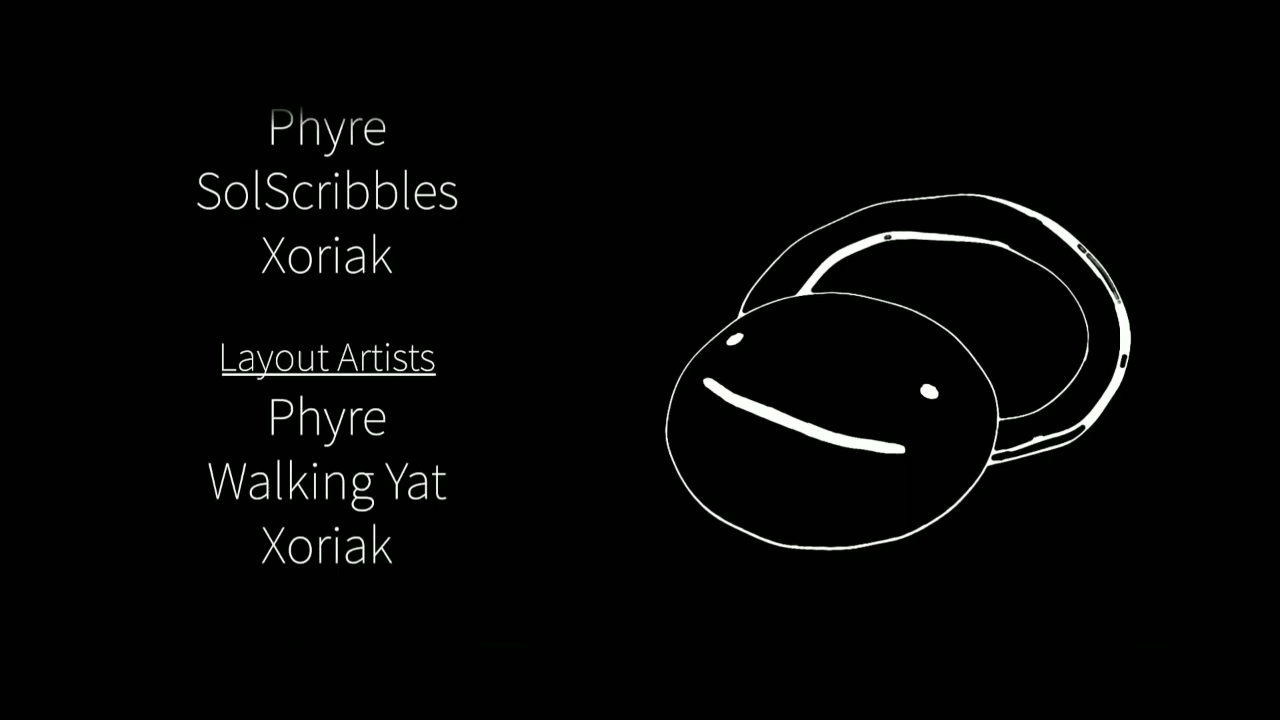 Phyre
SolScribbles
Xoriak
Layout Artists
Phyre
Walking Yat
Xoriak